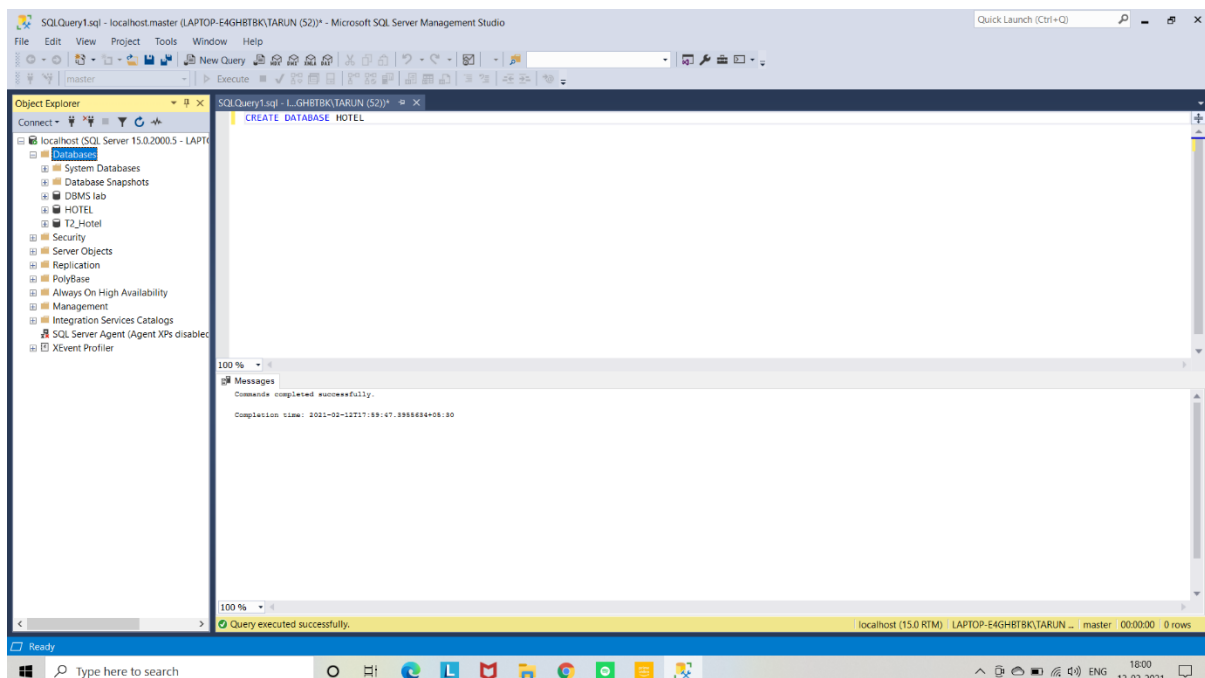 SQLQuery1.sql - localhost.master (LAPTOP-E4GHBTBK\TARUN (52))* - Microsoft SQL Server Management Studio
Quick Launch (Ctrl+Q)
File Edit View Project Tools Window Help
New Query
master
Execute
Object Explorer
SQLQuery1.sql - l...GHBTBK\TARUN (52))*
Connect
CREATE DATABASE HOTEL
localhost (SQL Server 15.0.2000.5 - LAPT
Databases
System Databases
Database Snapshots
DBMS lab
HOTEL
T2_Hotel
Security
Server Objects
Replication
PolyBase
Always On High Availability
Management
Integration Services Catalogs
SQL Server Agent (Agent XPs disabled
XEvent Profiler
100 %
Messages
Commands completed successfully.
Completion time: 2021-02-12T17:59:47.5955634+05:30
100 %
Query executed successfully.
localhost (15.0 RTM) LAPTOP-E4GHBTBK\TARUN ... master 00:00:00 0 rows
Ready
Type here to search
ENG
18:00